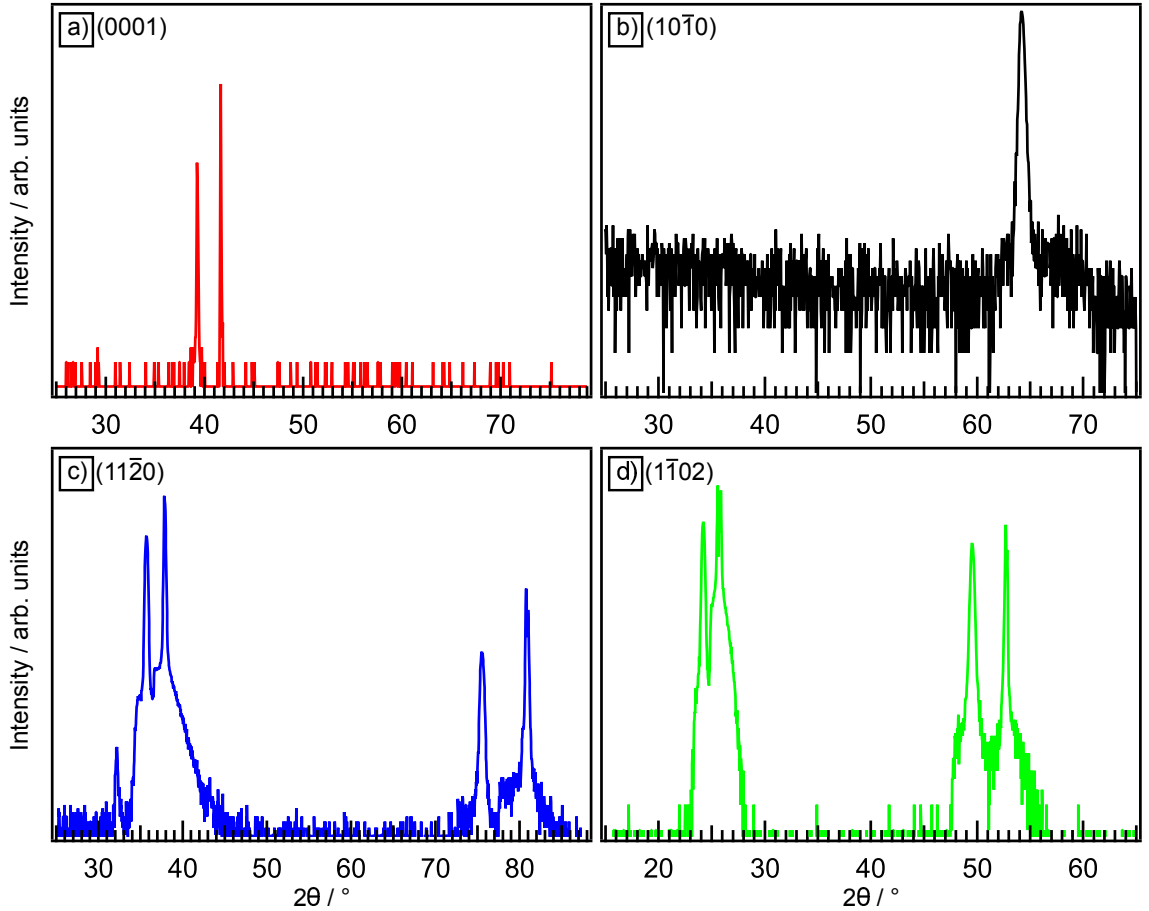 a) (0001)
b) (101̄0)
Intensity / arb. units
30 40 50 60 70
30 40 50 60 70
c) (112̄0)
d) (11̄02)
Intensity / arb. units
30 40 50 60 70 80
20 30 40 50 60
2θ / °
2θ / °